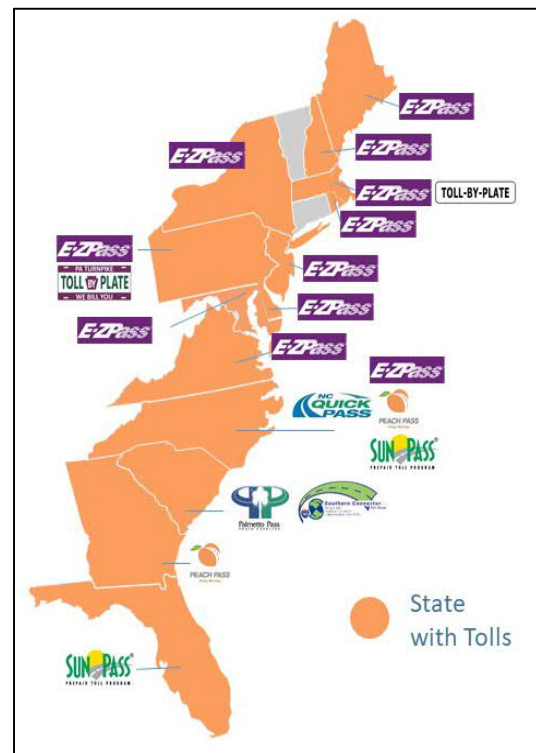 E-ZPass
E-ZPass
E-ZPass
E-ZPass
TOLL-BY-PLATE
E-ZPass
E-ZPass
PA TURNPIKE
TOLL BY PLATE
WE BILL YOU
E-ZPass
E-ZPass
E-ZPass
E-ZPass
E-ZPass
NC
QUICK
PASS
PEACH PASS
SUNPASS
PREPAID TOLL PROGRAM
Palmetto Pass
SOUTH CAROLINA
Southern Connector
PEACH PASS
State
with Tolls
SUNPASS
PREPAID TOLL PROGRAM